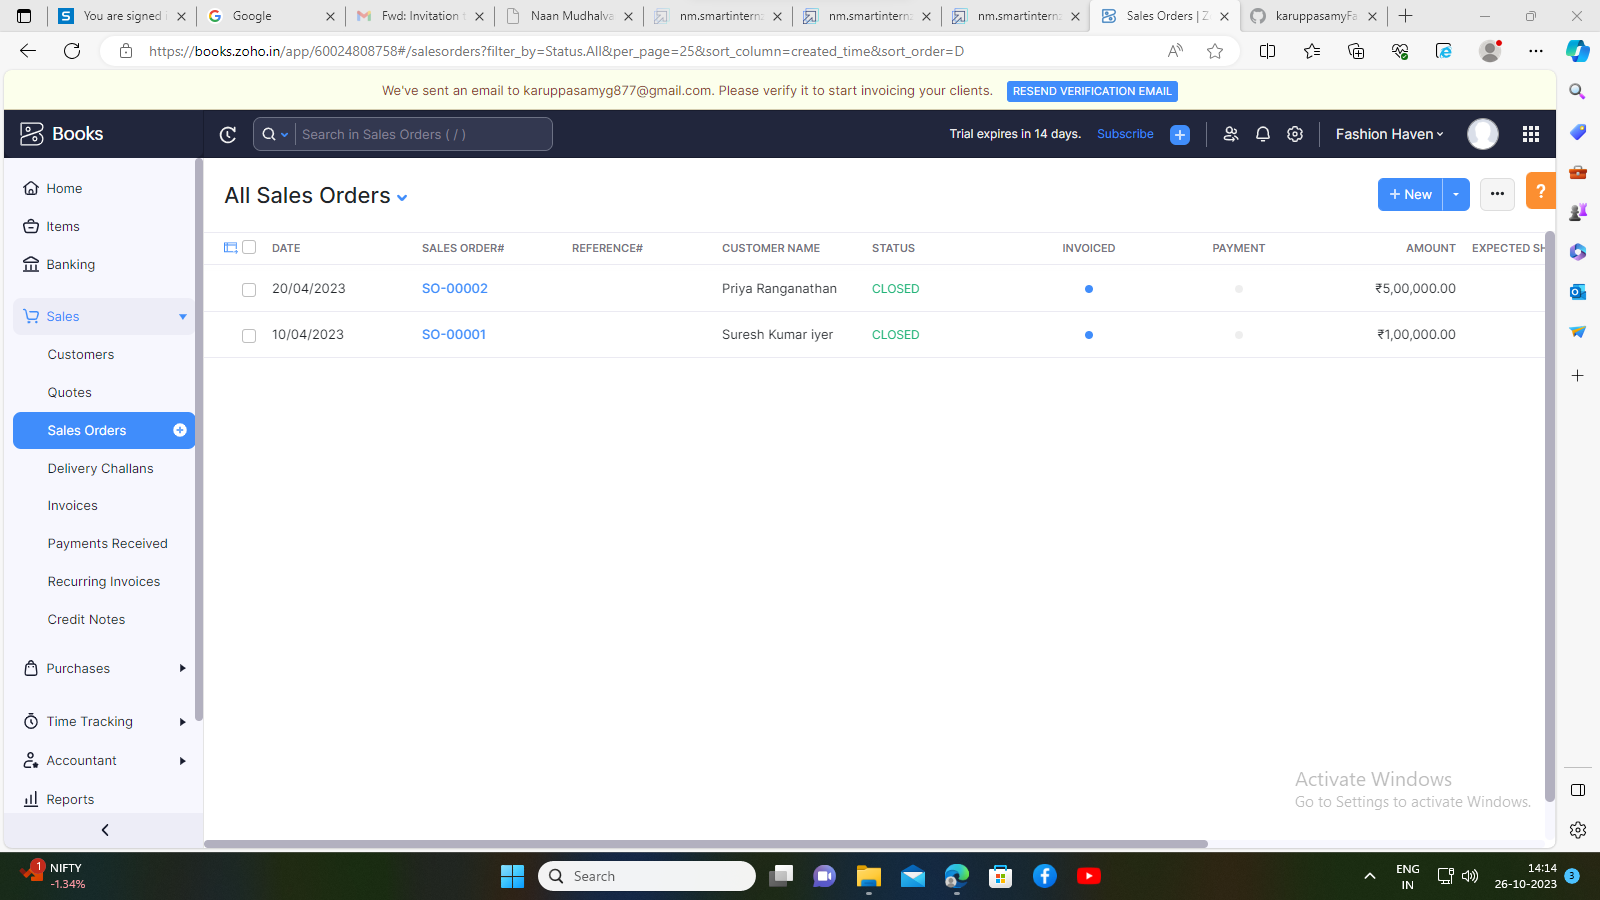 You are signed i
Google
Fwd: Invitation t
Naan Mudhalva
nm.smartintern
nm.smartintern
nm.smartintern
Sales Orders | Z
karuppasamyFa
https://books.zoho.in/app/60024808758#/salesorders?filter_by=Status.All&per_page=25&sort_column=created_time&sort_order=D
We've sent an email to karuppasamyg877@gmail.com. Please verify it to start invoicing your clients. RESEND VERIFICATION EMAIL
Books
Search in Sales Orders ( / )
Trial expires in 14 days. Subscribe
Fashion Haven
Home
Items
Banking
Sales
Customers
Quotes
Sales Orders
Delivery Challans
Invoices
Payments Received
Recurring Invoices
Credit Notes
Purchases
Time Tracking
Accountant
Reports
All Sales Orders
+ New
?
DATE SALES ORDER# REFERENCE# CUSTOMER NAME STATUS INVOICED PAYMENT AMOUNT EXPECTED SH
20/04/2023 SO-00002 Priya Ranganathan CLOSED ₹5,00,000.00
10/04/2023 SO-00001 Suresh Kumar iyer CLOSED ₹1,00,000.00
Activate Windows
Go to Settings to activate Windows.
1
NIFTY
-1.34%
Search
ENG
IN
14:14
26-10-2023
3